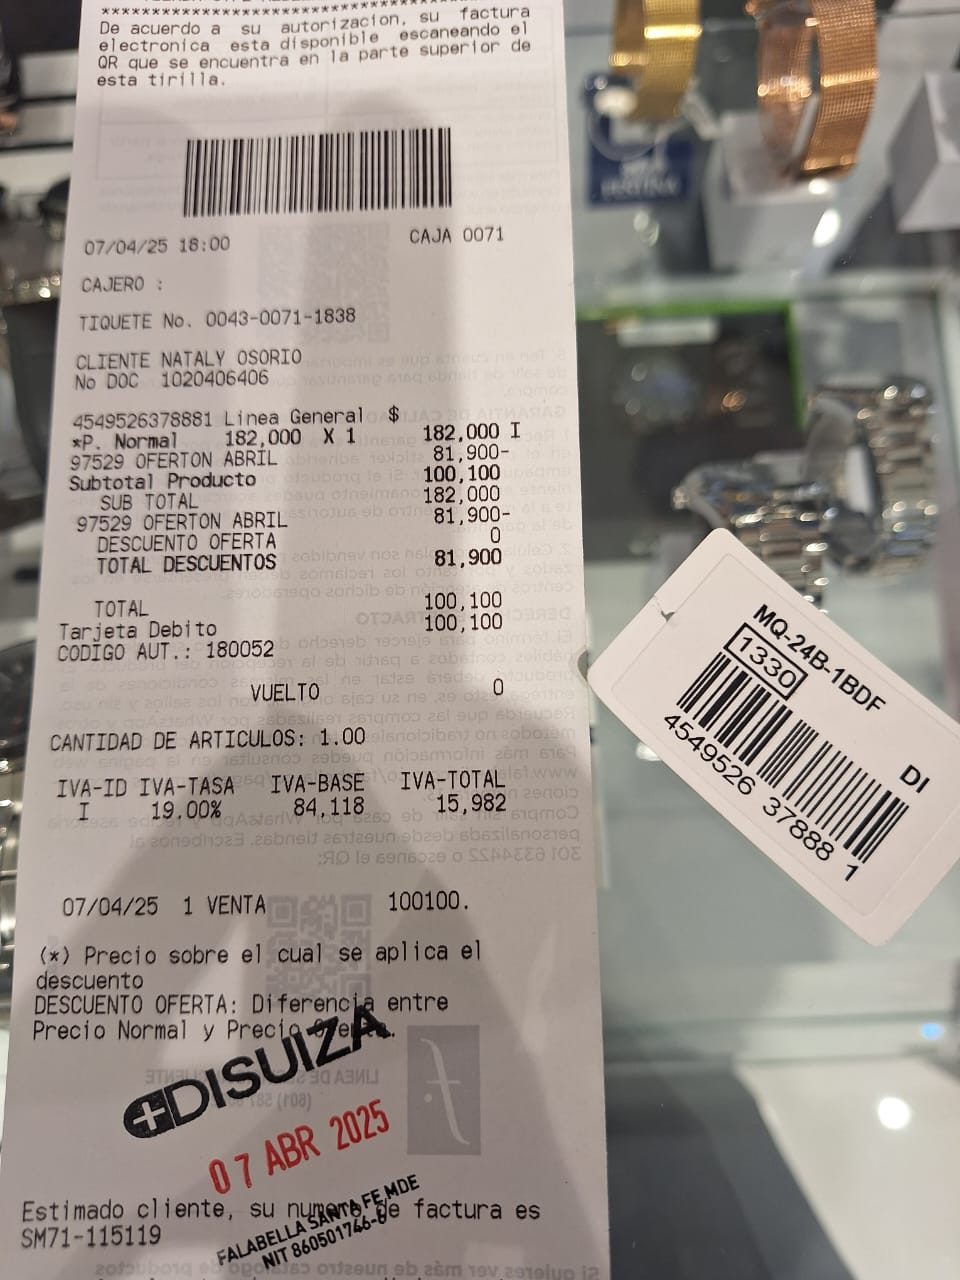 ****************************************
De acuerdo a su autorizacion, su factura
electronica esta disponible escaneando el
QR que se encuentra en la parte superior de
esta tirilla.
07/04/25 18:00 CAJA 0071
CAJERO :
TIQUETE No. 0043-0071-1838
CLIENTE NATALY OSORIO
No DOC 1020406406
4549526378881 Linea General $
*P. Normal 182,000 X 1 182,000 I
97529 OFERTON ABRIL 81,900-
Subtotal Producto 100,100
SUB TOTAL 182,000
97529 OFERTON ABRIL 81,900-
DESCUENTO OFERTA 0
TOTAL DESCUENTOS 81,900
TOTAL 100,100
Tarjeta Debito 100,100
CODIGO AUT.: 180052
VUELTO 0
CANTIDAD DE ARTICULOS: 1.00
IVA-ID IVA-TASA IVA-BASE IVA-TOTAL
I 19.00% 84,118 15,982
07/04/25 1 VENTA 100100.
(*) Precio sobre el cual se aplica el
descuento
DESCUENTO OFERTA: Diferencia entre
Precio Normal y Precio Oferta.
DISUIZA
07 ABR 2025
FALABELLA SANTA FE MDE
NIT 860501746-6
Estimado cliente, su numero de factura es
SM71-115119
MQ-24B-1BDF
1330
DI
4549526 37888 1